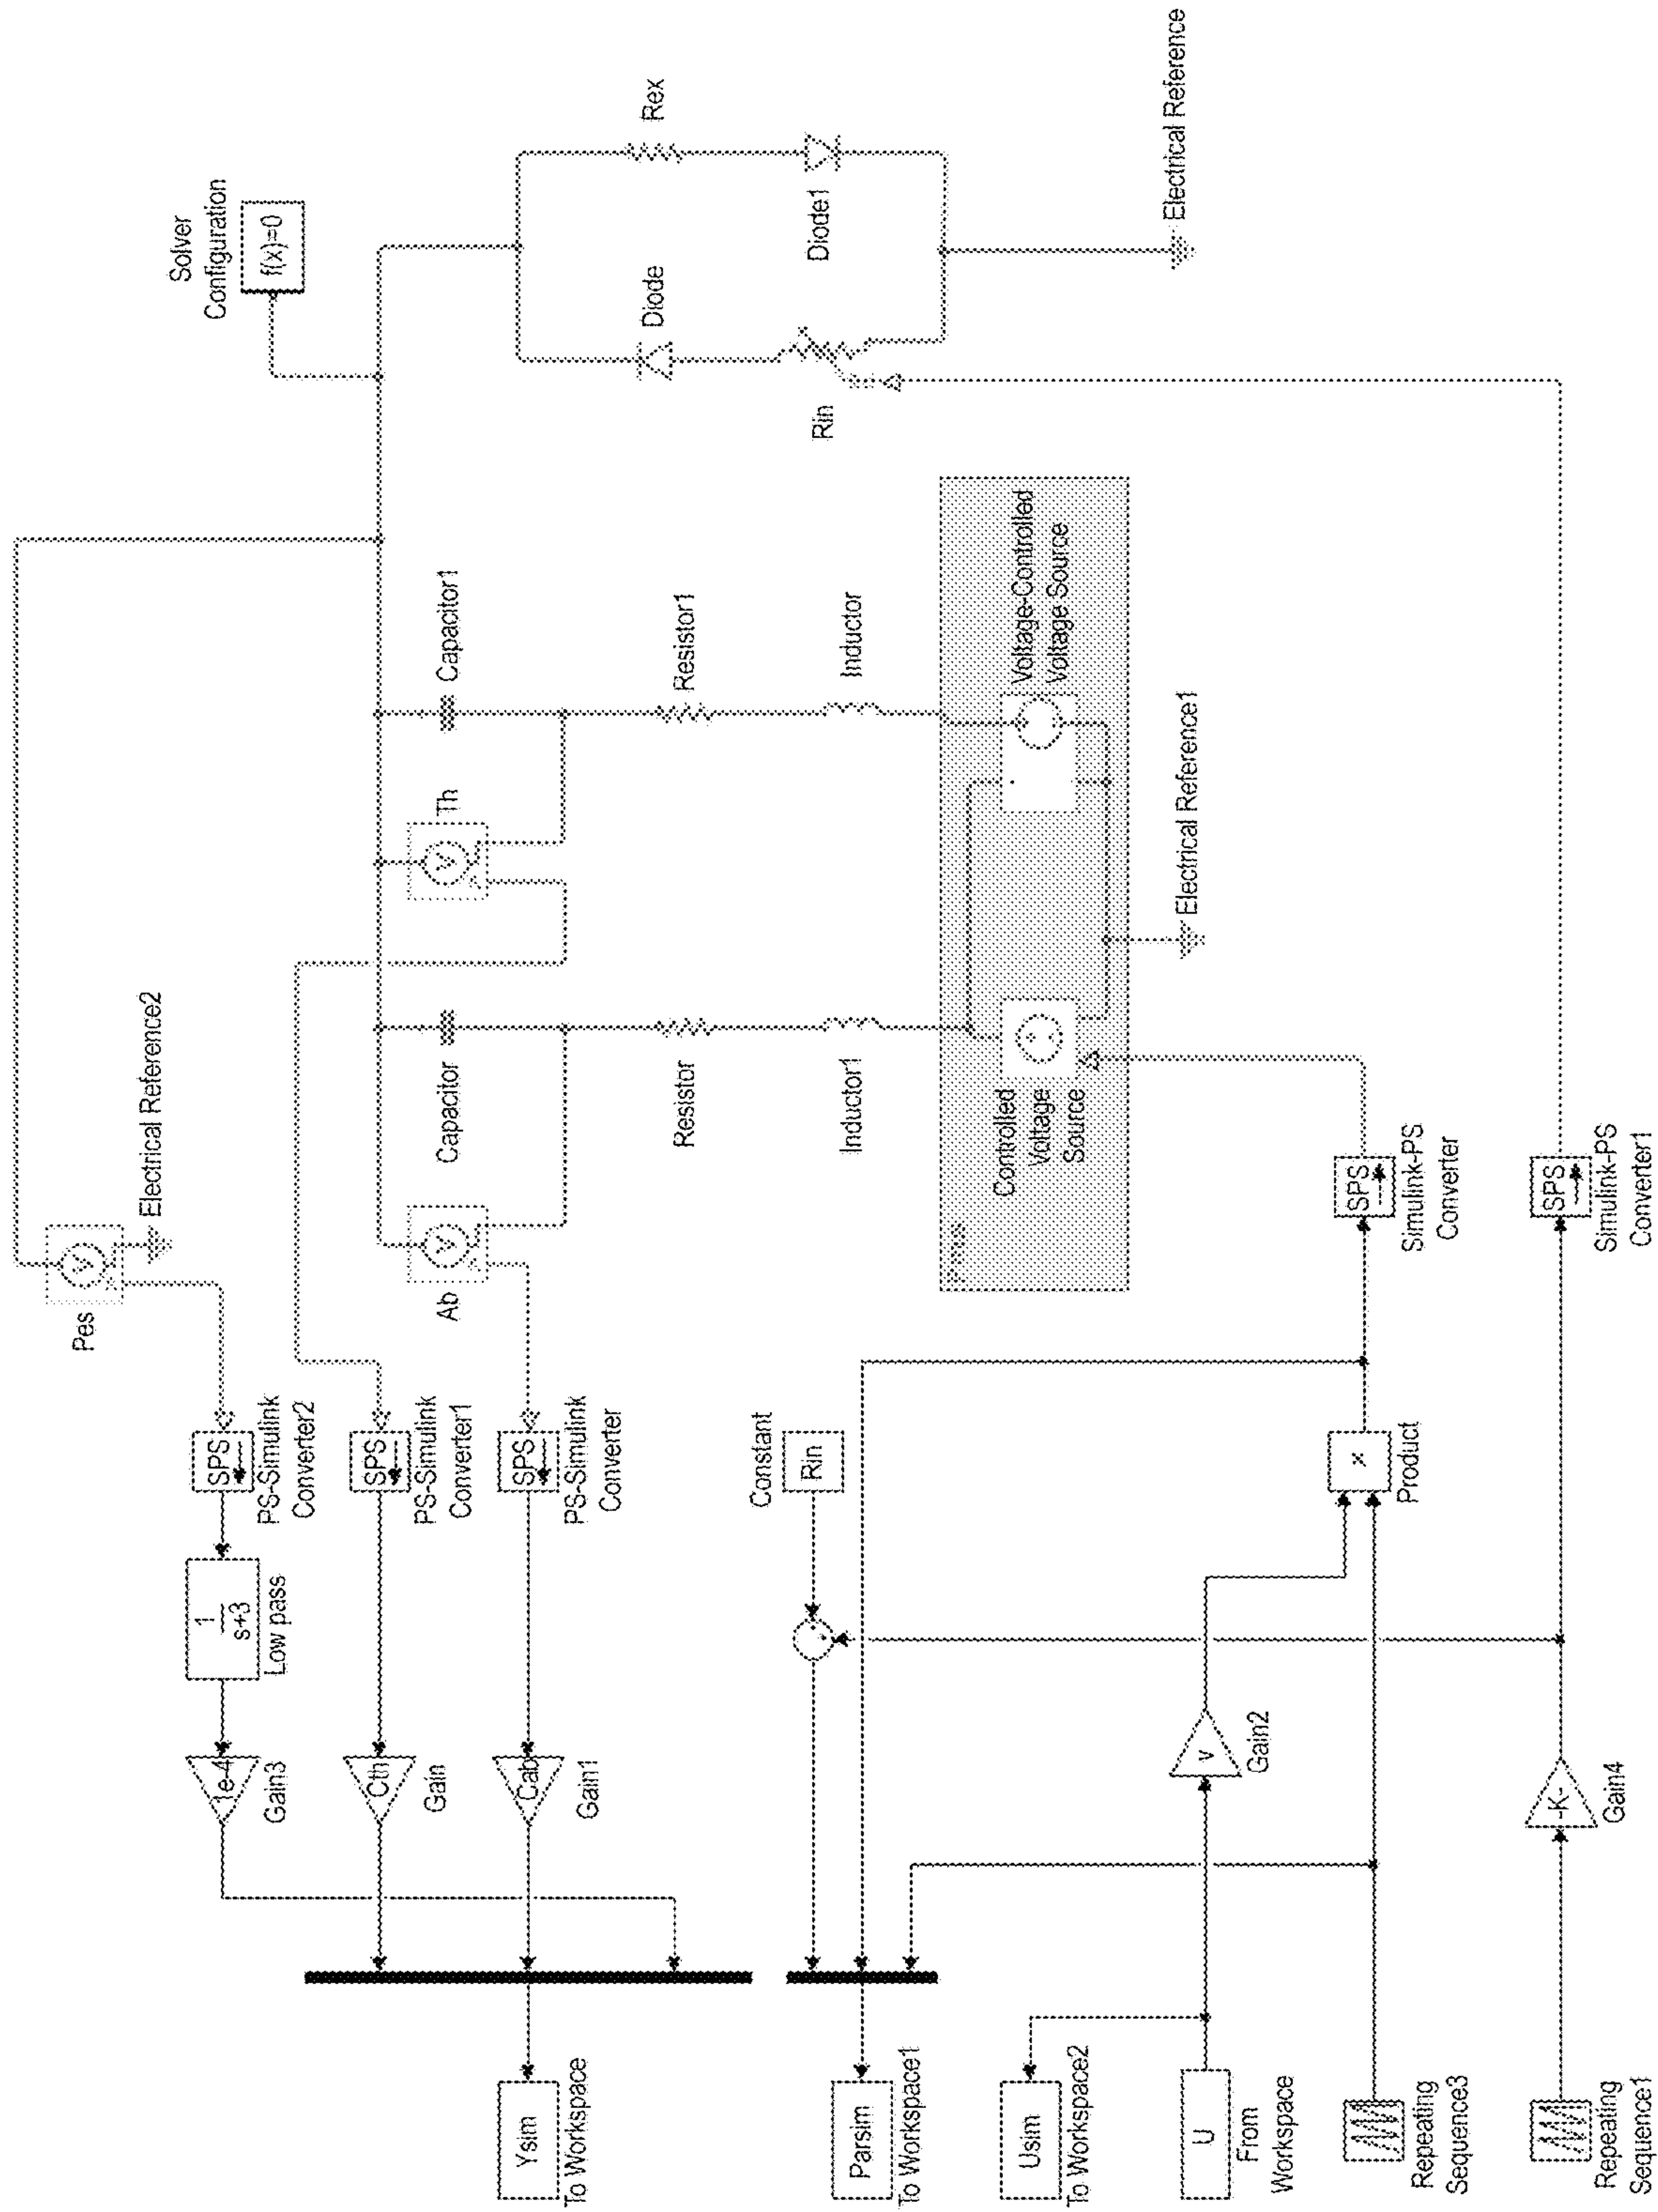 Ysim
To Workspace
Parsim
To Workspace1
Usim
To Workspace2
U
From
Workspace
Repeating
Sequence3
Repeating
Sequence1
1e-4
Gain3
Cth
Gain
Cab
Gain1
v
Gain2
-K-
Gain4
1
s+3
Low pass
SPS
PS-Simulink
Converter2
SPS
PS-Simulink
Converter1
SPS
PS-Simulink
Converter
Constant
Rin
x
Product
SPS
Simulink-PS
Converter
SPS
Simulink-PS
Converter1
Pes
V
Electrical Reference2
Ab
V
Capacitor
Resistor
Inductor1
Controlled
Voltage
Source
Th
V
Capacitor1
Resistor1
Inductor
Voltage-Controlled
Voltage Source
Electrical Reference1
Solver
Configuration
f(x)=0
Diode
Rin
Rex
Diode1
Electrical Reference